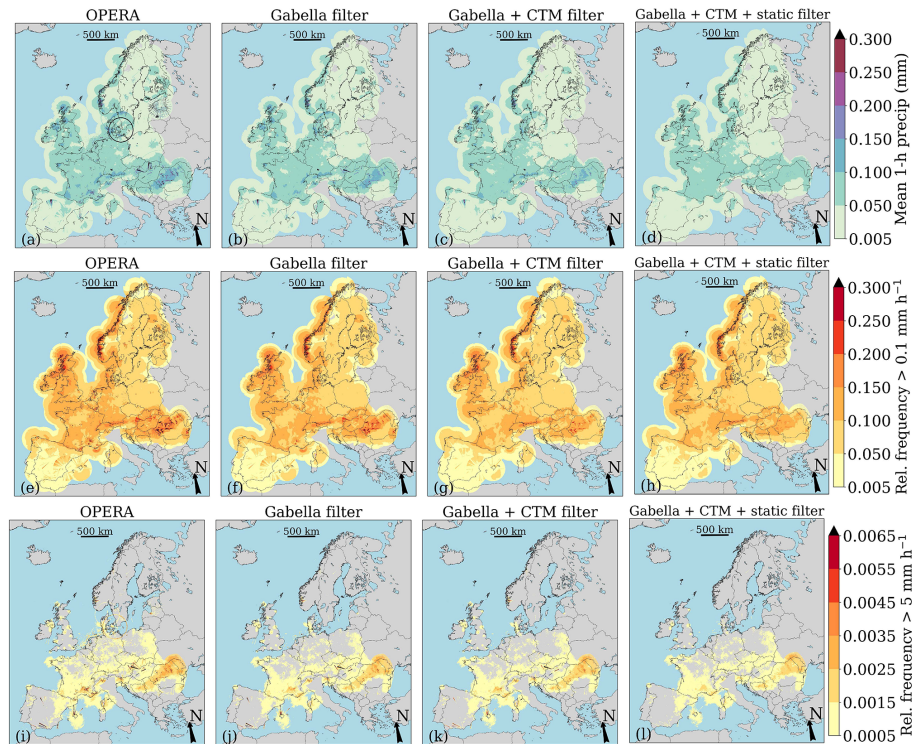 OPERA
Gabella filter
Gabella + CTM filter
Gabella + CTM + static filter
500 km
500 km
500 km
500 km
N
N
N
N
(a)
(b)
(c)
(d)
0.300
0.250
0.200
0.150
0.100
0.050
0.005
Mean 1-h precip (mm)
OPERA
Gabella filter
Gabella + CTM filter
Gabella + CTM + static filter
500 km
500 km
500 km
500 km
N
N
N
N
(e)
(f)
(g)
(h)
0.300
0.250
0.200
0.150
0.100
0.050
0.005
Rel. frequency > 0.1 mm h⁻¹
OPERA
Gabella filter
Gabella + CTM filter
Gabella + CTM + static filter
500 km
500 km
500 km
500 km
N
N
N
N
(i)
(j)
(k)
(l)
0.0065
0.0055
0.0045
0.0035
0.0025
0.0015
0.0005
Rel. frequency > 5 mm h⁻¹